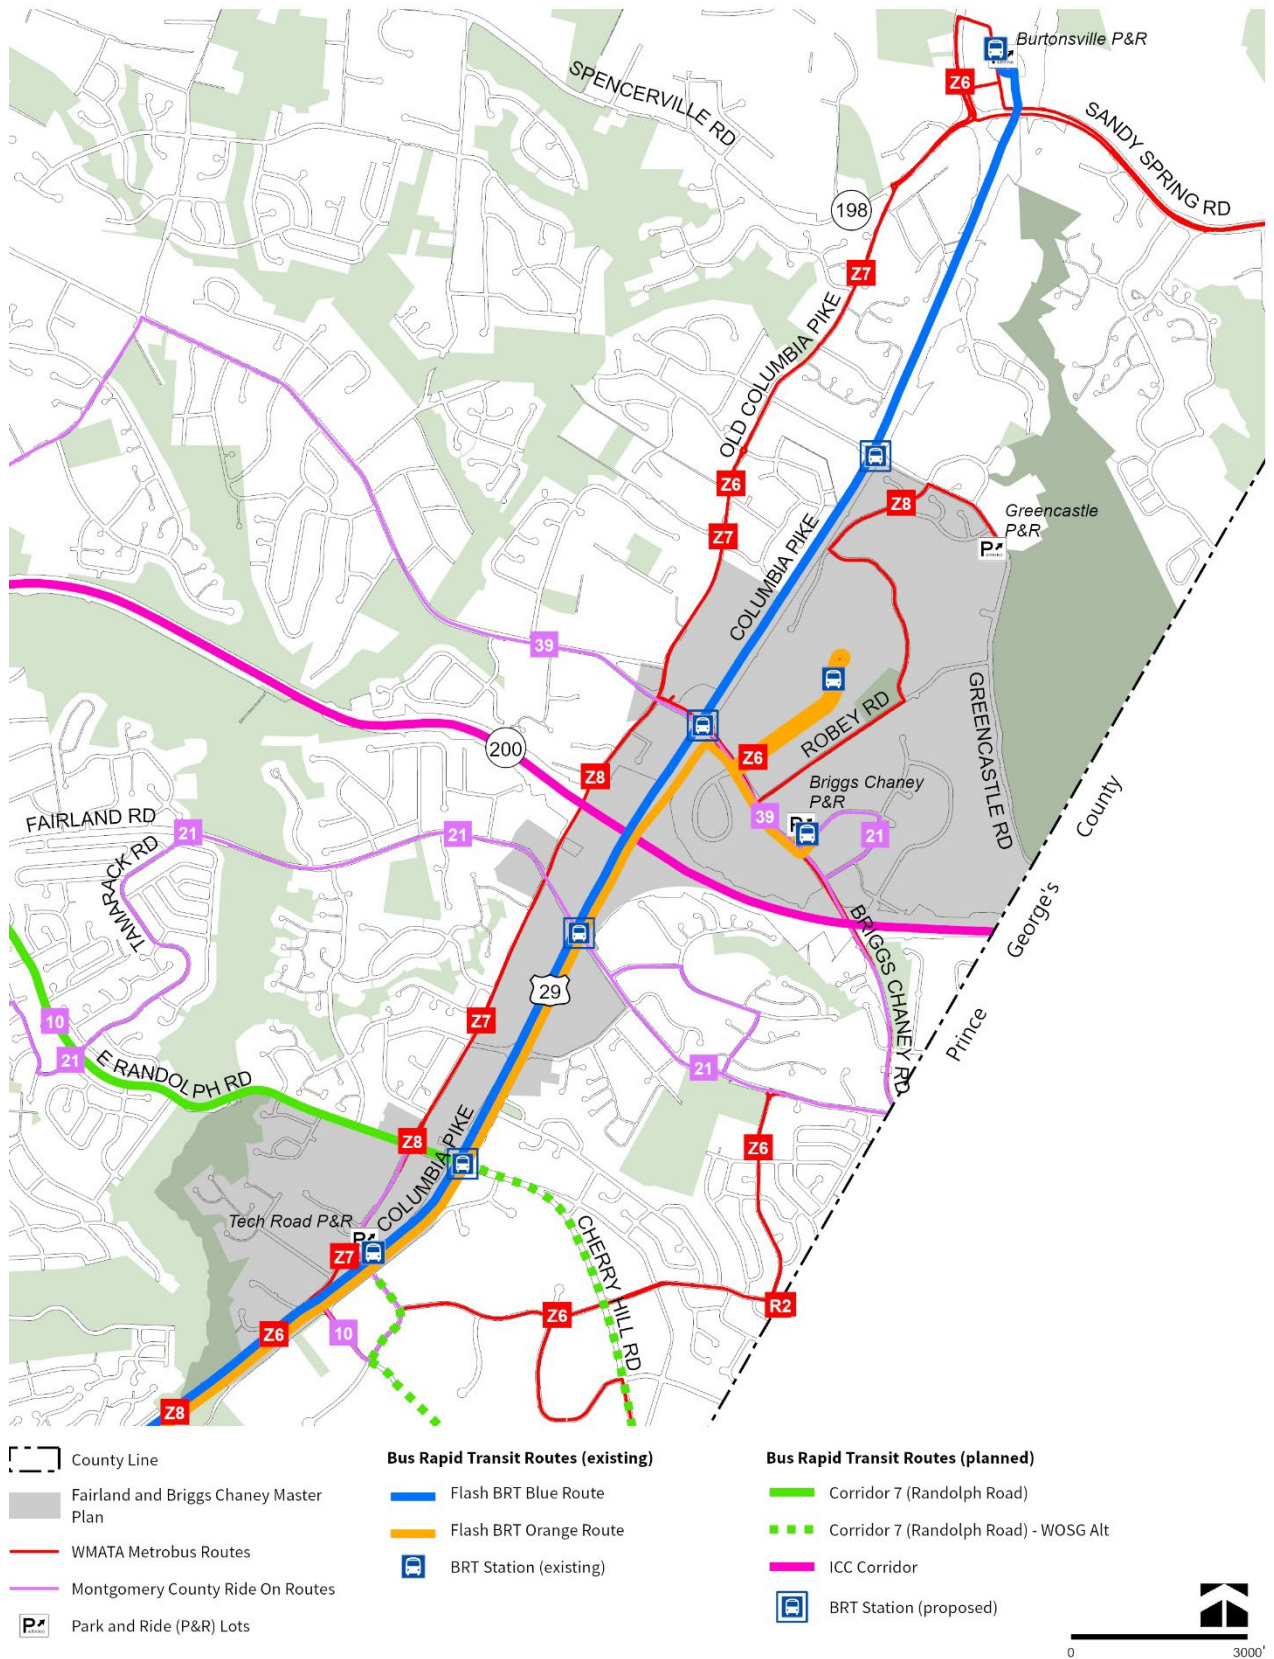 Burtonsville P&R
Z6
SPENCERVILLE RD
SANDY SPRING RD
198
Z7
OLD COLUMBIA PIKE
Z6
Z8
Greencastle
P&R
Z7
COLUMBIA PIKE
39
GREENCASTLE RD
ROBEY RD
200
Z6
Z8
Briggs Chaney
P&R
39
21
FAIRLAND RD
21
21
TAMARACK RD
BRIGGS CHANEY RD
Prince George's County
29
Z7
10
21
21
E RANDOLPH RD
Z8
COLUMBIA PIKE
Z6
Tech Road P&R
CHERRY HILL RD
Z7
R2
Z6
Z6
10
Z8
County Line
Fairland and Briggs Chaney Master
Plan
WMATA Metrobus Routes
Montgomery County Ride On Routes
Park and Ride (P&R) Lots
Bus Rapid Transit Routes (existing)
Flash BRT Blue Route
Flash BRT Orange Route
BRT Station (existing)
Bus Rapid Transit Routes (planned)
Corridor 7 (Randolph Road)
Corridor 7 (Randolph Road) - WOSG Alt
ICC Corridor
BRT Station (proposed)
0 3000'